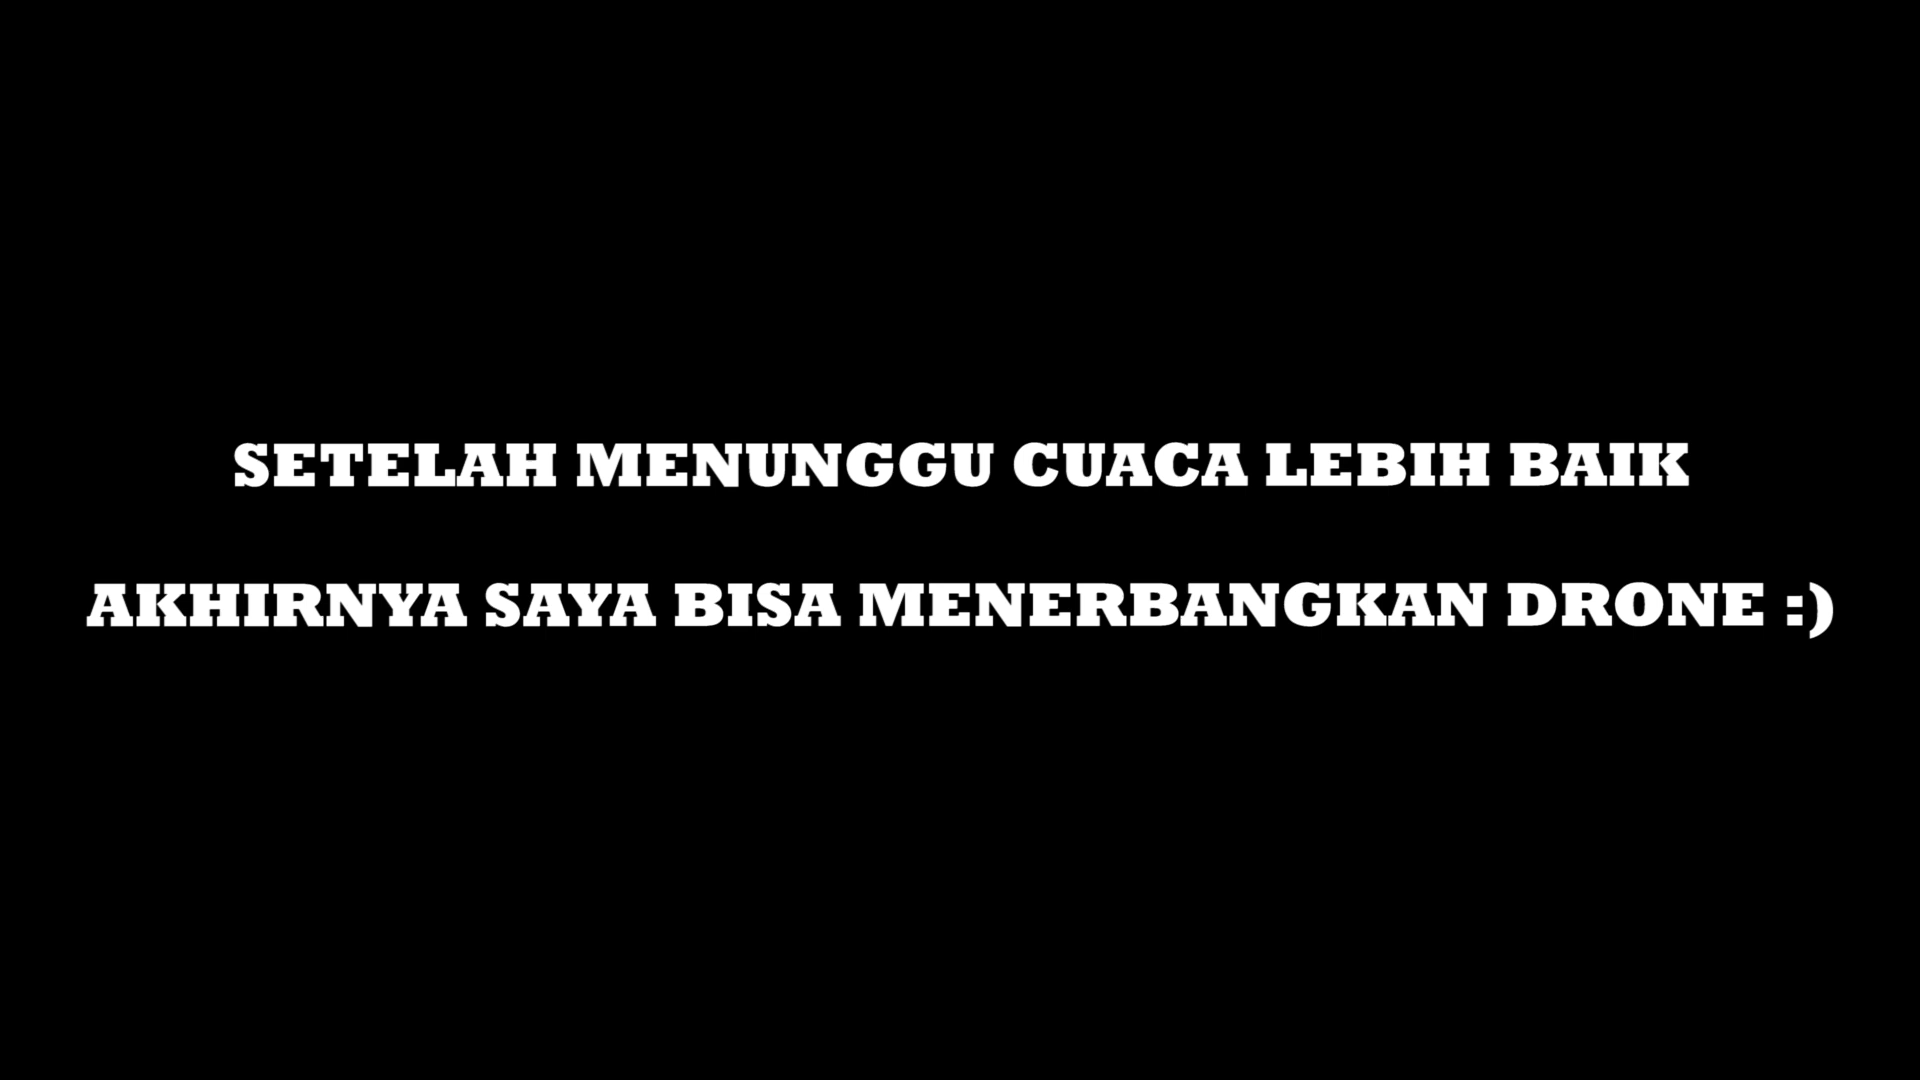 SETELAH MENUNGGU CUACA LEBIH BAIK
AKHIRNYA SAYA BISA MENERBANGKAN DRONE :)